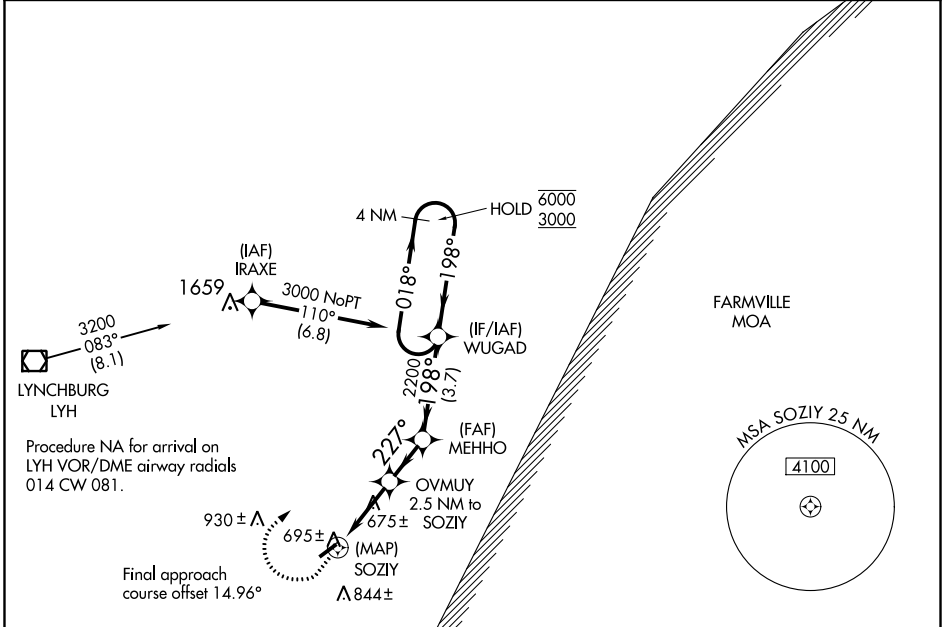 4 NM
HOLD
6000
3000
018°
198°
(IAF)
IRAXE
1659
3000 NoPT
110°
(6.8)
3200
083°
(8.1)
LYNCHBURG
LYH
(IF/IAF)
WUGAD
2200
198°
(3.7)
FARMVILLE
MOA
Procedure NA for arrival on
LYH VOR/DME airway radials
014 CW 081.
227°
(FAF)
MEHHO
OVMUY
2.5 NM to
SOZIY
675±
930±
695±
(MAP)
SOZIY
844±
Final approach
course offset 14.96°
MSA SOZIY 25 NM
4100